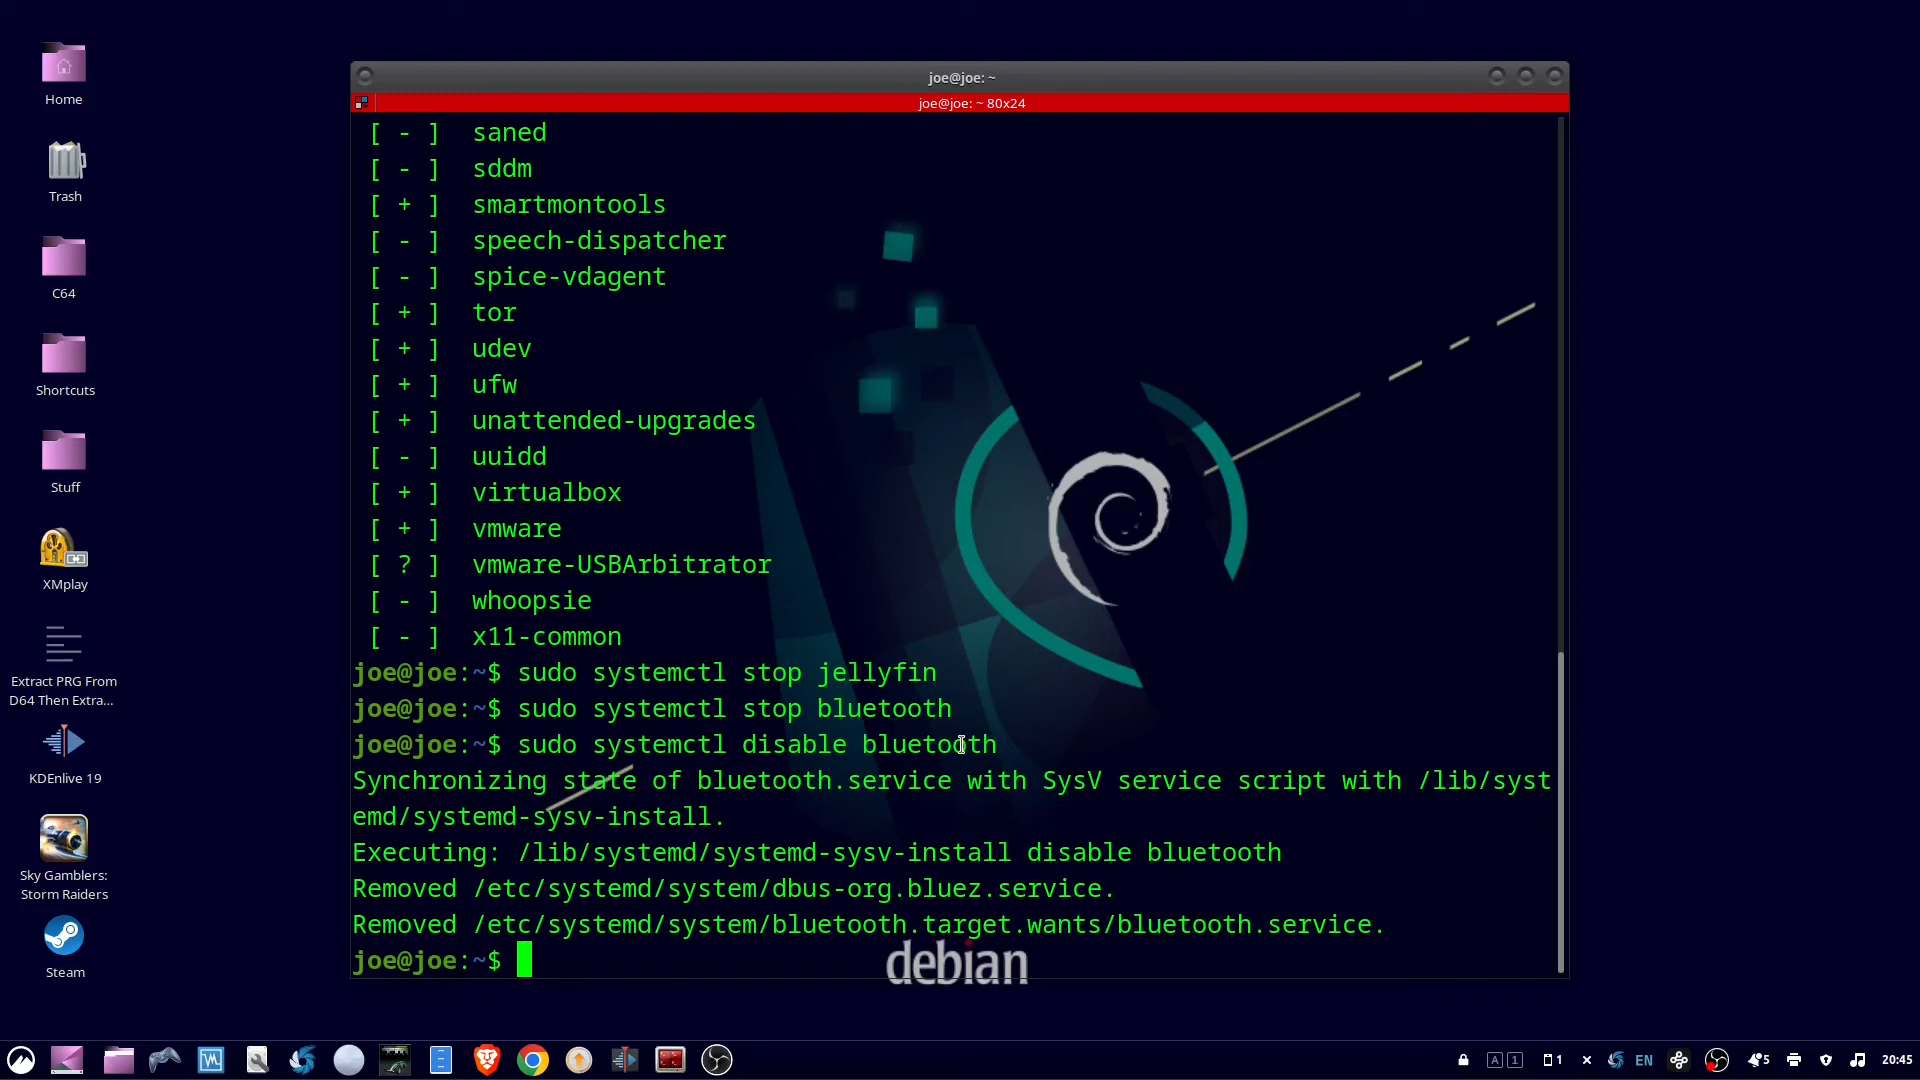 joe@joe: ~
joe@joe: ~ 80x24
Home
Trash
C64
Shortcuts
Stuff
XMplay
Extract PRG From
D64 Then Extra...
KDEnlive 19
Sky Gamblers:
Storm Raiders
Steam
[ - ]  saned
[ - ]  sddm
[ + ]  smartmontools
[ - ]  speech-dispatcher
[ - ]  spice-vdagent
[ + ]  tor
[ + ]  udev
[ + ]  ufw
[ + ]  unattended-upgrades
[ - ]  uuidd
[ + ]  virtualbox
[ + ]  vmware
[ ? ]  vmware-USBArbitrator
[ - ]  whoopsie
[ - ]  x11-common
joe@joe:~$ sudo systemctl stop jellyfin
joe@joe:~$ sudo systemctl stop bluetooth
joe@joe:~$ sudo systemctl disable bluetooth
Synchronizing state of bluetooth.service with SysV service script with /lib/syst
emd/systemd-sysv-install.
Executing: /lib/systemd/systemd-sysv-install disable bluetooth
Removed /etc/systemd/system/dbus-org.bluez.service.
Removed /etc/systemd/system/bluetooth.target.wants/bluetooth.service.
joe@joe:~$
debian
A 1 1 EN 5 20:45